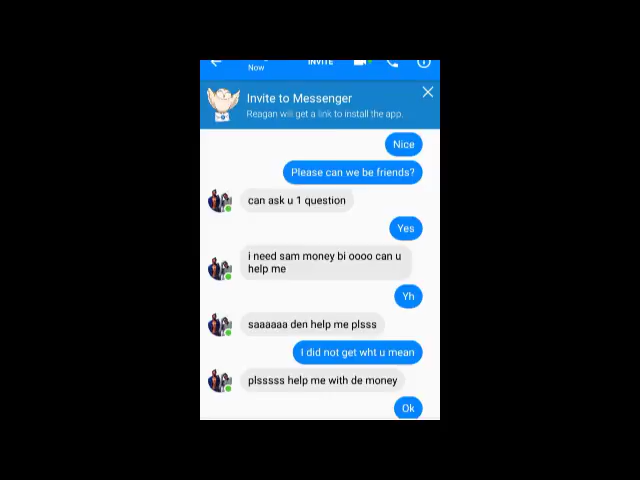 Now
INVITE
Invite to Messenger
Reagan will get a link to install the app.
Nice
Please can we be friends?
can ask u 1 question
Yes
i need sam money bi oooo can u
help me
Yh
saaaaaa den help me plsss
I did not get wht u mean
plsssss help me with de money
Ok